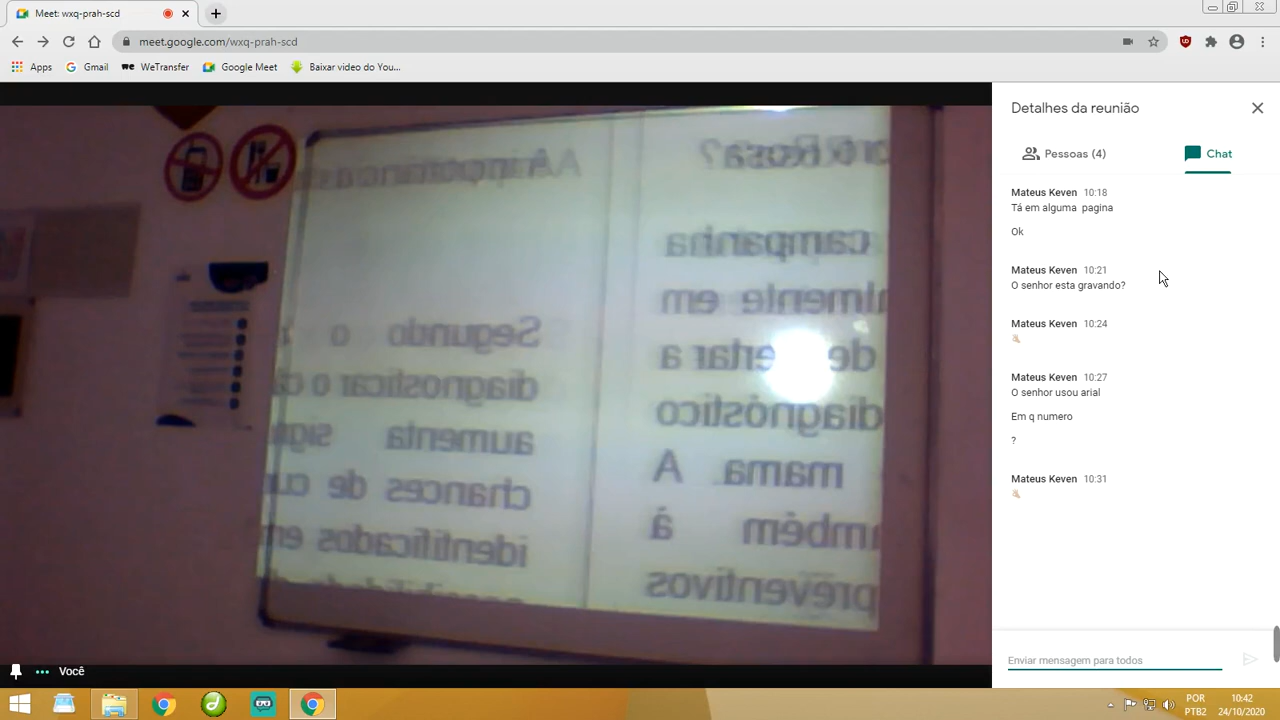 Meet: wxq-prah-scd
meet.google.com/wxq-prah-scd
Apps
Gmail
WeTransfer
Google Meet
Baixar video do You...
Detalhes da reunião
Pessoas (4)
Chat
Mateus Keven 10:18
Tá em alguma pagina
Ok
Mateus Keven 10:21
O senhor esta gravando?
Mateus Keven 10:24
Mateus Keven 10:27
O senhor usou arial
Em q numero
?
Mateus Keven 10:31
Enviar mensagem para todos
Rosa?
campanha
em
a
diagnóstico
mama A
também à
preventivos
Segundo o
diagnosticar o
aumenta
chances de
identificados em
Você
POR
PTB2
10:42
24/10/2020